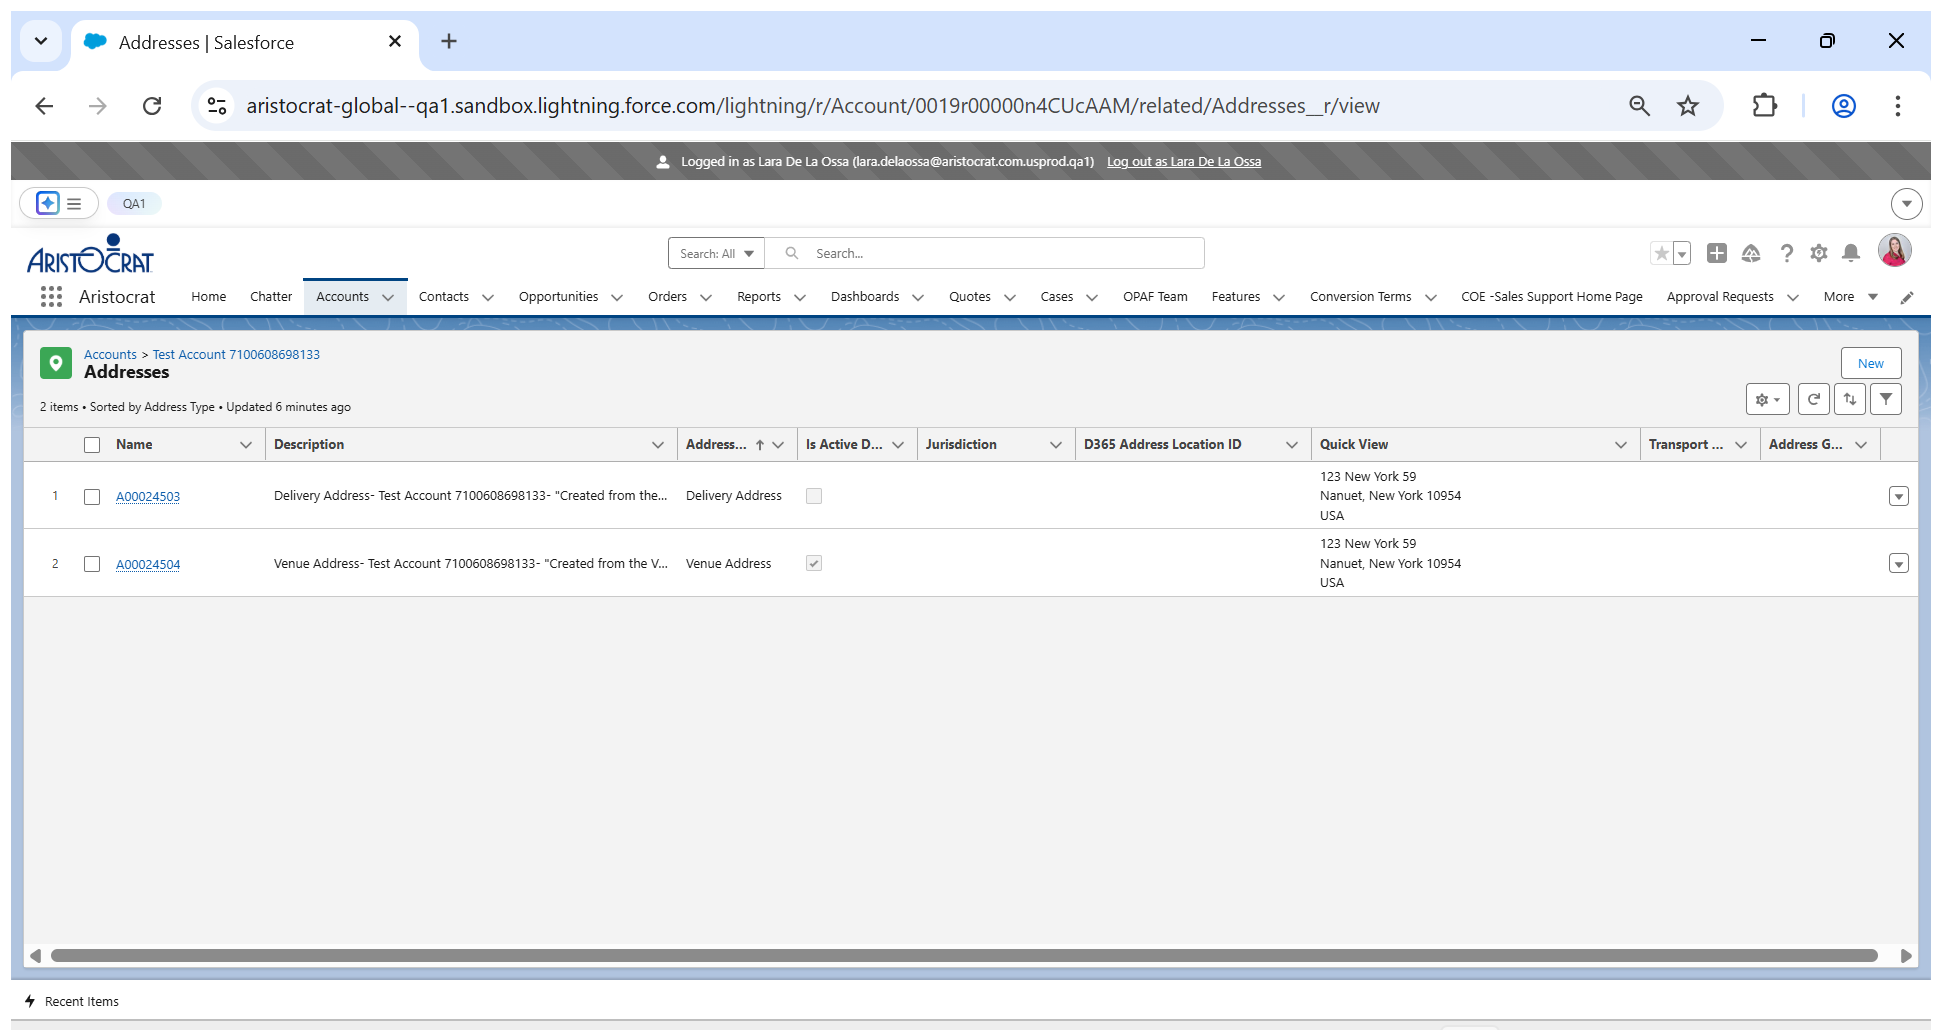 Addresses | Salesforce
aristocrat-global--qa1.sandbox.lightning.force.com/lightning/r/Account/0019r00000n4CUcAAM/related/Addresses__r/view
Logged in as Lara De La Ossa (lara.delaossa@aristocrat.com.usprod.qa1) Log out as Lara De La Ossa
QA1
ARISTOCRAT
Search: All Search...
Aristocrat Home Chatter Accounts Contacts Opportunities Orders Reports Dashboards Quotes Cases OPAF Team Features Conversion Terms COE -Sales Support Home Page Approval Requests More
Accounts > Test Account 7100608698133
Addresses
New
2 items • Sorted by Address Type • Updated 6 minutes ago
Name Description Address... Is Active D... Jurisdiction D365 Address Location ID Quick View Transport ... Address G...
1 A00024503 Delivery Address- Test Account 7100608698133- "Created from the... Delivery Address 123 New York 59
Nanuet, New York 10954
USA
2 A00024504 Venue Address- Test Account 7100608698133- "Created from the V... Venue Address 123 New York 59
Nanuet, New York 10954
USA
Recent Items